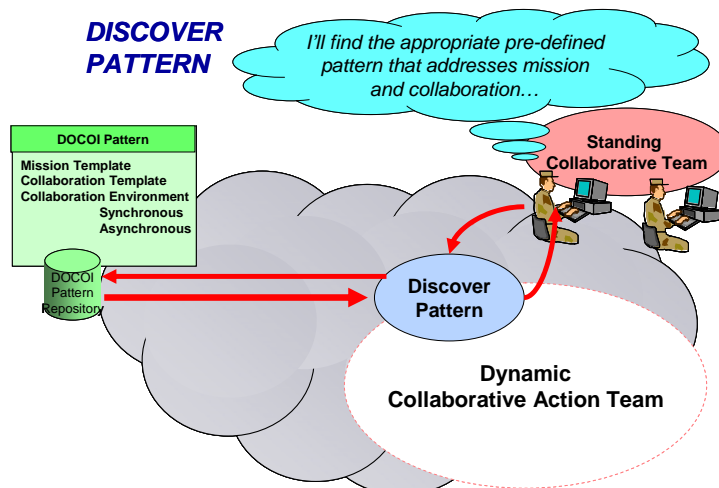 DISCOVER
PATTERN
I'll find the appropriate pre-defined
pattern that addresses mission
and collaboration…
DOCOI Pattern
Mission Template
Collaboration Template
Collaboration Environment
Synchronous
Asynchronous
Standing
Collaborative Team
DOCOI
Pattern
Repository
Discover
Pattern
Dynamic
Collaborative Action Team